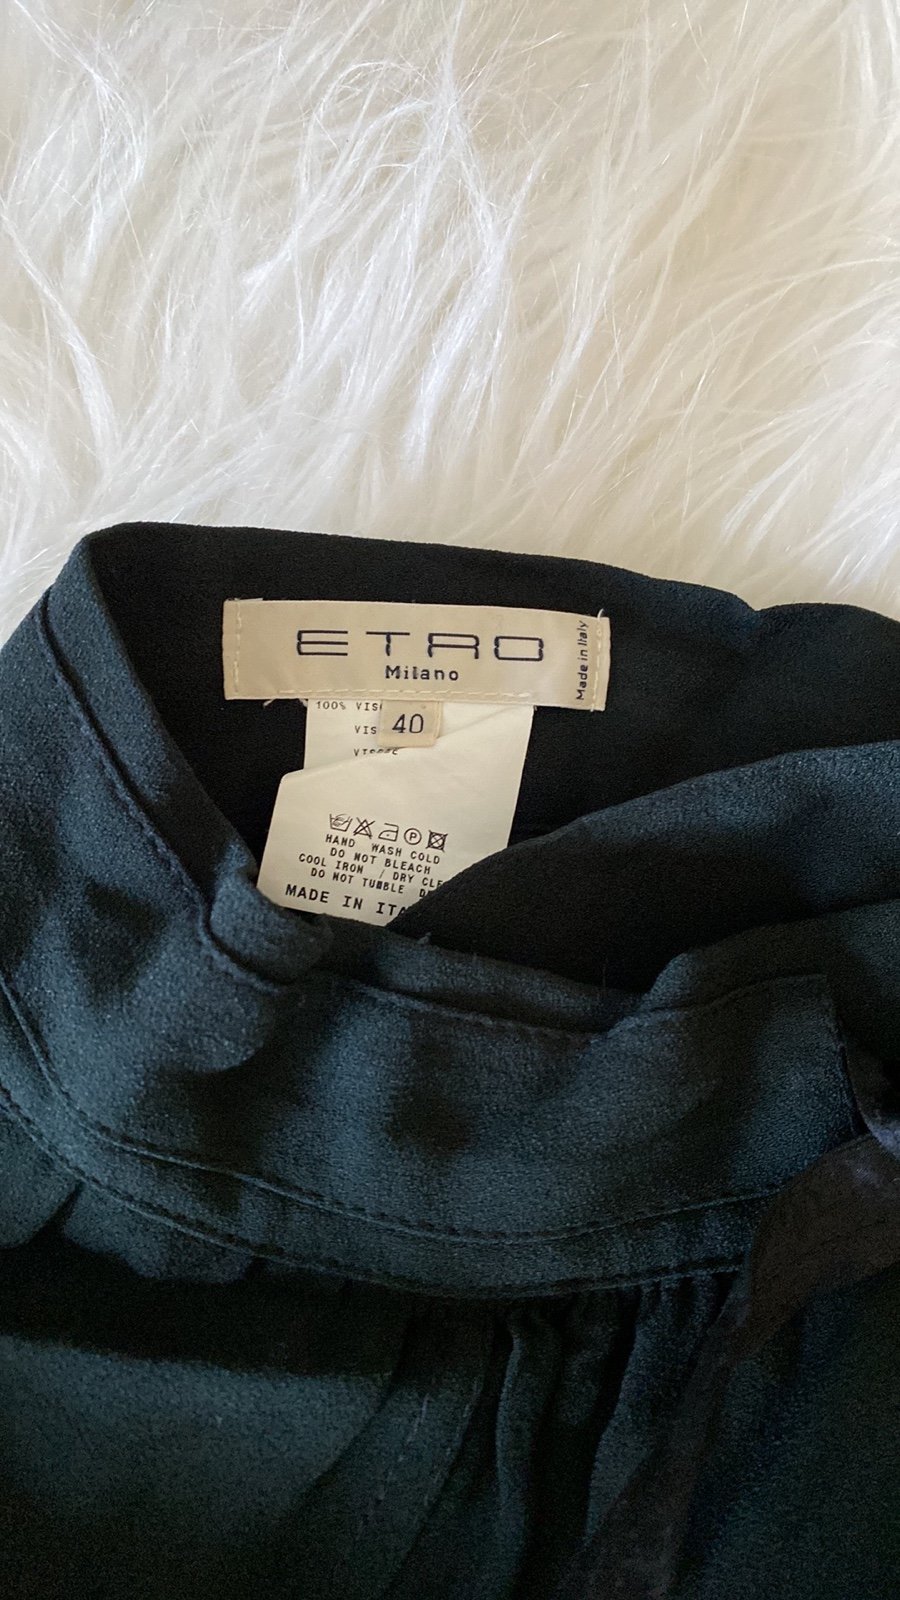 ETRO
Milano
Made in Italy
100% VIS
40
VIS
HAND WASH COLD
DO NOT BLEACH
COOL IRON / DRY CLE
DO NOT TUMBLE D
MADE IN ITA